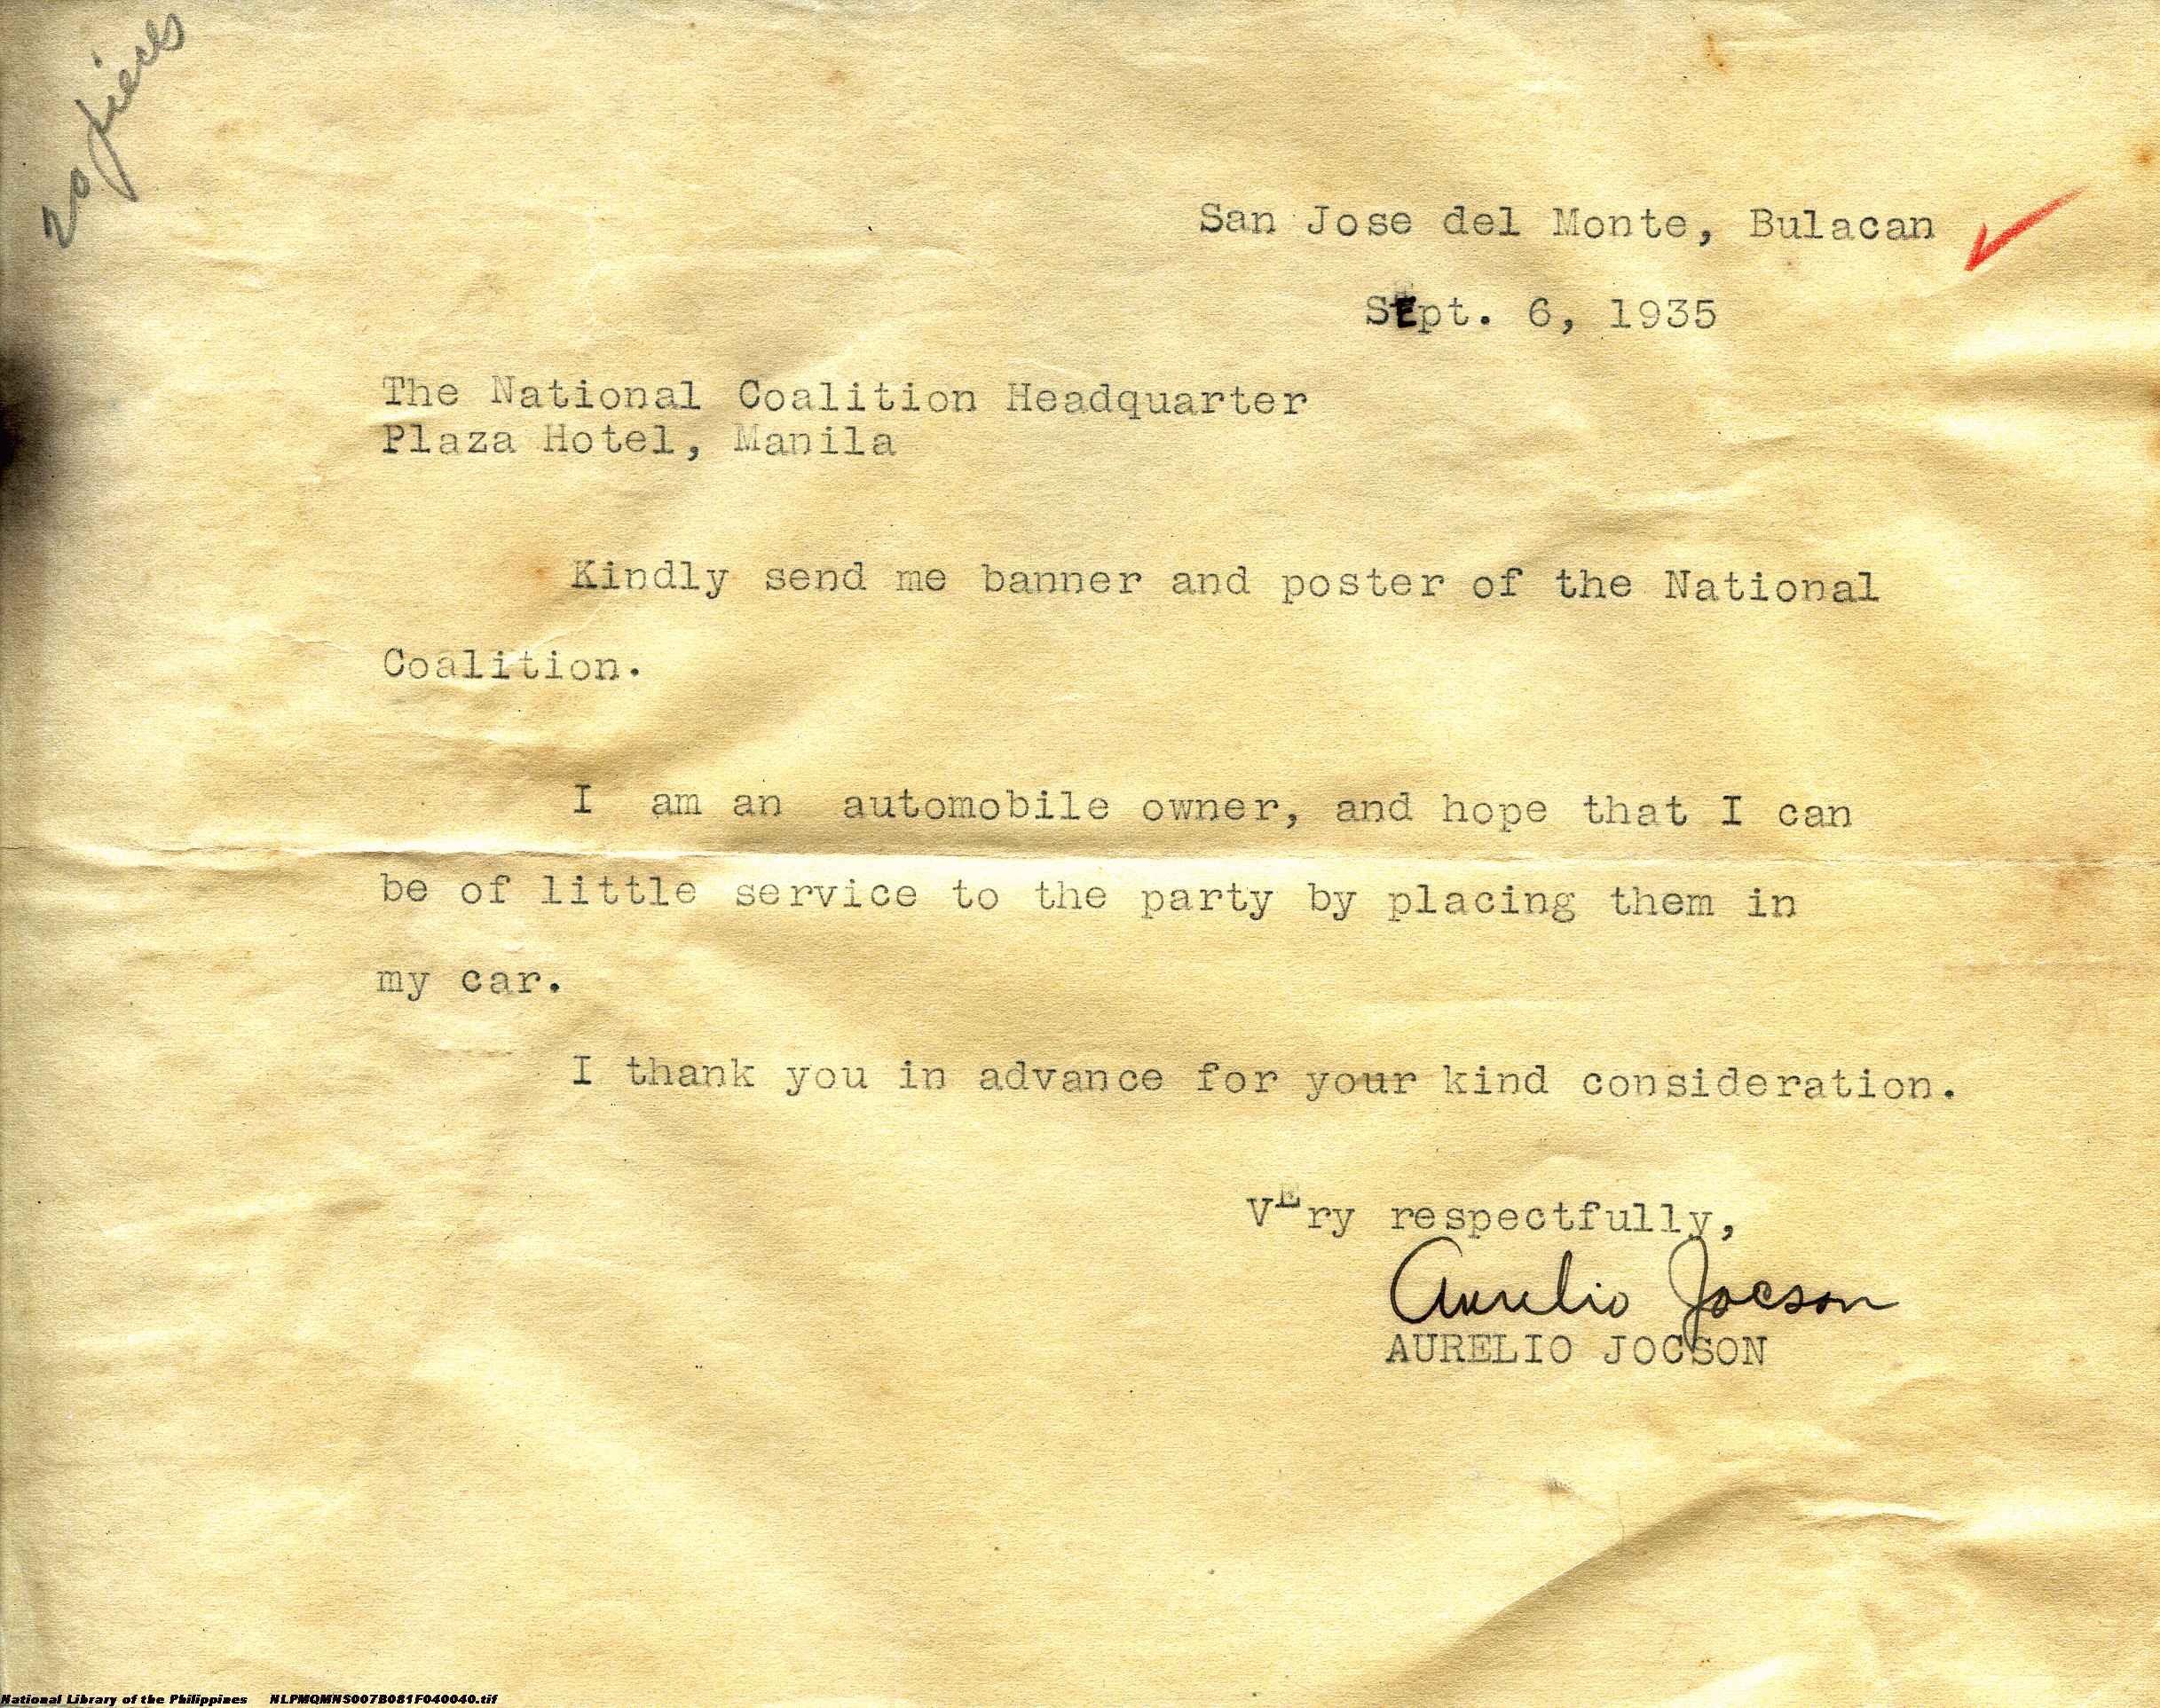 20 pieces
San Jose del Monte, Bulacan
SEpt. 6, 1935
The National Coalition Headquarter
Plaza Hotel, Manila
Kindly send me banner and poster of the National
Coalition.
I am an automobile owner, and hope that I can
be of little service to the party by placing them in
my car.
I thank you in advance for your kind consideration.
VEry respectfully,
Aurelio Jocson
AURELIO JOCSON
National Library of the Philippines NLPMQMNS007B081F040040.tif